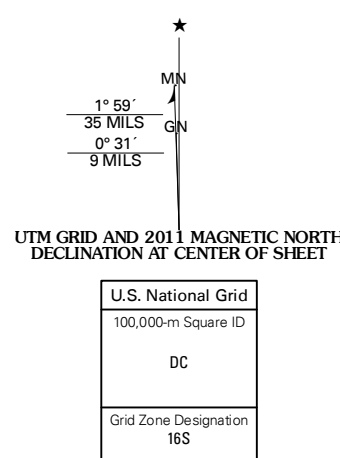 ★
MN
1° 59´
35 MILS
GN
0° 31´
9 MILS
UTM GRID AND 2011 MAGNETIC NORTH
DECLINATION AT CENTER OF SHEET
U.S. National Grid
100,000-m Square ID
DC
Grid Zone Designation
16S